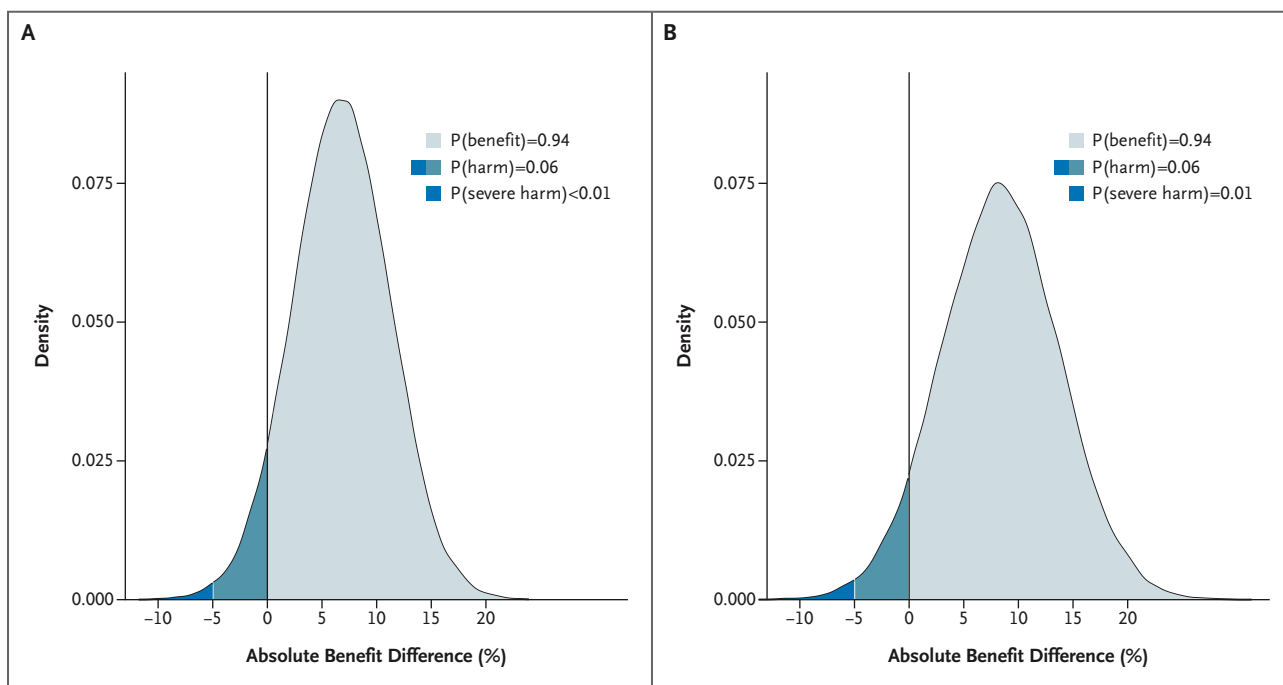 A
P(benefit)=0.94
P(harm)=0.06
P(severe harm)<0.01
Density
0.075
0.050
0.025
0.000
–10 –5 0 5 10 15 20
Absolute Benefit Difference (%)
B
P(benefit)=0.94
P(harm)=0.06
P(severe harm)=0.01
Density
0.075
0.050
0.025
0.000
–10 –5 0 5 10 15 20
Absolute Benefit Difference (%)